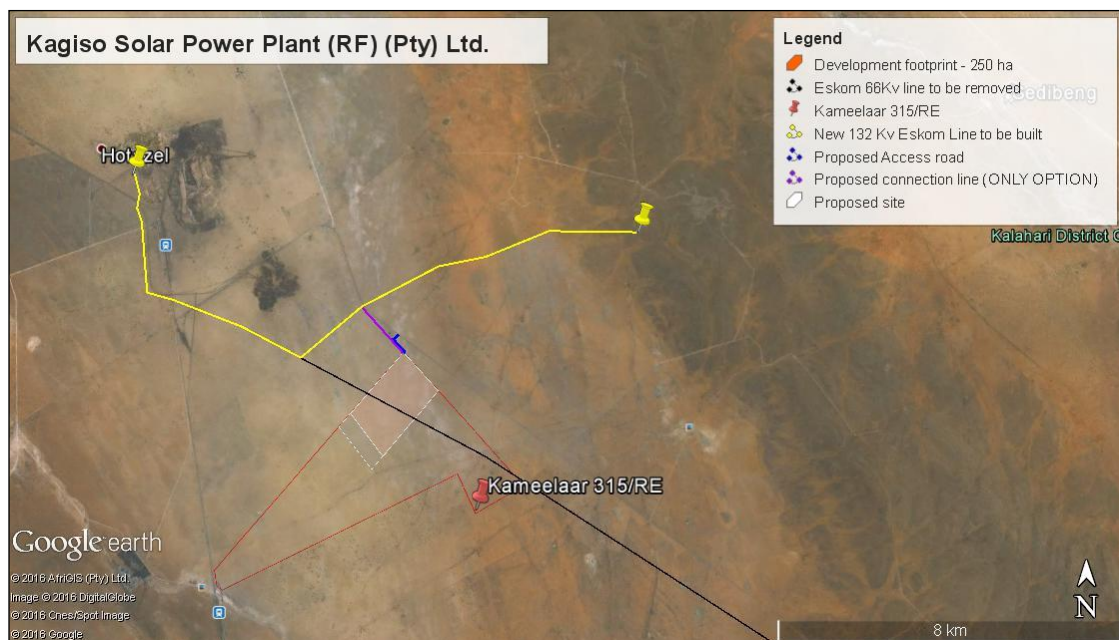 Kagiso Solar Power Plant (RF) (Pty) Ltd.
Legend
Development footprint - 250 ha
Eskom 66Kv line to be removed
Kameelaar 315/RE
New 132 Kv Eskom Line to be built
Proposed Access road
Proposed connection line (ONLY OPTION)
Proposed site
Sedibeng
Kalahari District
Kameelaar 315/RE
Google earth
© 2016 AfriGIS (Pty) Ltd.
Image © 2016 DigitalGlobe
© 2016 Cnes/Spot Image
© 2016 Google
N
8 km